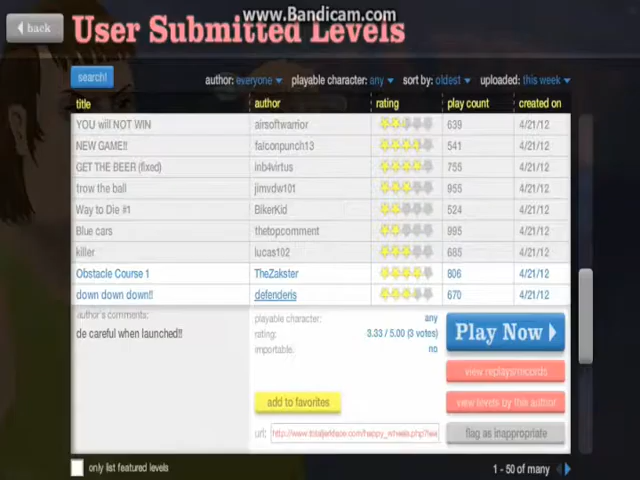 www.Bandicam.com
back
User Submitted Levels
search!
author: everyone playable character: any sort by: oldest uploaded: this week
title author rating play count created on
YOU will NOT WIN airsoftwarrior 639 4/21/12
NEW GAME!! falconpunch13 541 4/21/12
GET THE BEER (fixed) inb4virtus 755 4/21/12
trow the ball jimvdw101 955 4/21/12
Way to Die #1 BikerKid 524 4/21/12
Blue cars thetopcomment 995 4/21/12
killer lucas102 685 4/21/12
Obstacle Course 1 TheZakster 806 4/21/12
down down down!! defenderis 670 4/21/12
author's comments:
de careful when launched!!
playable character: any
rating: 3.33 / 5.00 (3 votes)
importable: no
Play Now
view replays/records
add to favorites
view levels by this author
url: http://www.totaljerkface.com/happy_wheels.php?
flag as inappropriate
only list featured levels
1 - 50 of many